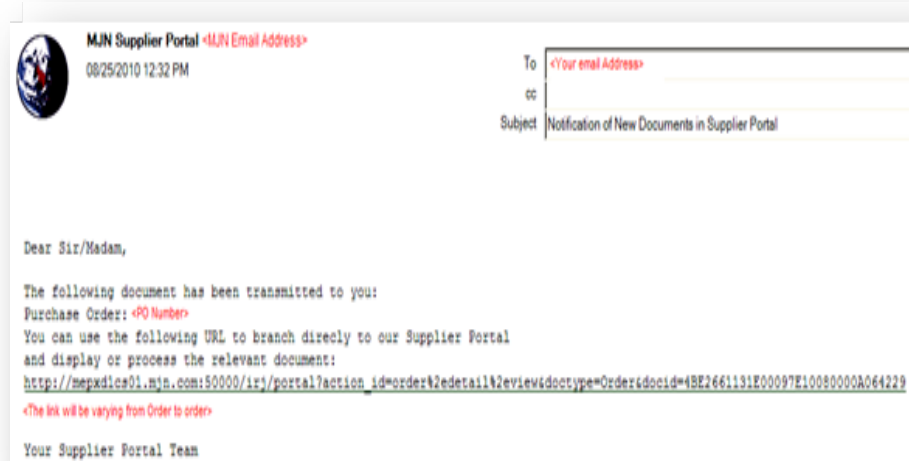 MJN Supplier Portal <MJN Email Address>
08/25/2010 12:32 PM
To <Your email Address>
cc
Subject Notification of New Documents in Supplier Portal
Dear Sir/Madam,
The following document has been transmitted to you:
Purchase Order: <PO Number>
You can use the following URL to branch direcly to our Supplier Portal
and display or process the relevant document:
http://mepxd1cs01.mjn.com:50000/irj/portal?action_id=order%2edetail%2eview&doctype=Order&docid=4BE2661131E00097E10080000A064229
<The link will be varying from Order to order>
Your Supplier Portal Team